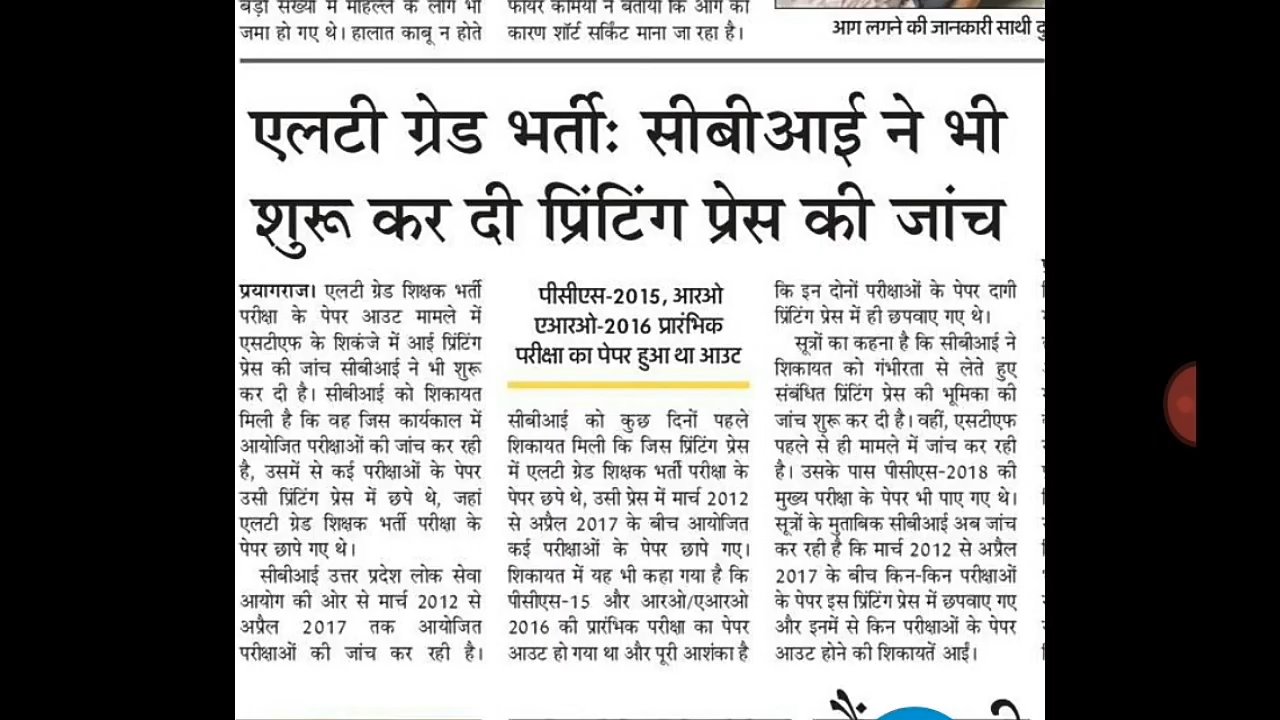 बड़ी संख्या में मोहल्ले के लोग भी
जमा हो गए थे। हालात काबू न होते
फायर कर्मियों ने बताया कि आग का
कारण शॉर्ट सर्किट माना जा रहा है।
आग लगने की जानकारी साथी
एलटी ग्रेड भर्ती: सीबीआई ने भी
शुरू कर दी प्रिंटिंग प्रेस की जांच
प्रयागराज। एलटी ग्रेड शिक्षक भर्ती
परीक्षा के पेपर आउट मामले में
एसटीएफ के शिकंजे में आई प्रिंटिंग
प्रेस की जांच सीबीआई ने भी शुरू
कर दी है। सीबीआई को शिकायत
मिली है कि वह जिस कार्यकाल में
आयोजित परीक्षाओं की जांच कर रही
है, उसमें से कई परीक्षाओं के पेपर
उसी प्रिंटिंग प्रेस में छपे थे, जहां
एलटी ग्रेड शिक्षक भर्ती परीक्षा के
पेपर छापे गए थे।
सीबीआई उत्तर प्रदेश लोक सेवा
आयोग की ओर से मार्च 2012 से
अप्रैल 2017 तक आयोजित
परीक्षाओं की जांच कर रही है।
पीसीएस-2015, आरओ
एआरओ-2016 प्रारंभिक
परीक्षा का पेपर हुआ था आउट
सीबीआई को कुछ दिनों पहले
शिकायत मिली कि जिस प्रिंटिंग प्रेस
में एलटी ग्रेड शिक्षक भर्ती परीक्षा के
पेपर छपे थे, उसी प्रेस में मार्च 2012
से अप्रैल 2017 के बीच आयोजित
कई परीक्षाओं के पेपर छापे गए।
शिकायत में यह भी कहा गया है कि
पीसीएस-15 और आरओ/एआरओ
2016 की प्रारंभिक परीक्षा का पेपर
आउट हो गया था और पूरी आशंका है
कि इन दोनों परीक्षाओं के पेपर दागी
प्रिंटिंग प्रेस में ही छपवाए गए थे।
सूत्रों का कहना है कि सीबीआई ने
शिकायत को गंभीरता से लेते हुए
संबंधित प्रिंटिंग प्रेस की भूमिका की
जांच शुरू कर दी है। वहीं, एसटीएफ
पहले से ही मामले में जांच कर रही
है। उसके पास पीसीएस-2018 की
मुख्य परीक्षा के पेपर भी पाए गए थे।
सूत्रों के मुताबिक सीबीआई अब जांच
कर रही है कि मार्च 2012 से अप्रैल
2017 के बीच किन-किन परीक्षाओं
के पेपर इस प्रिंटिंग प्रेस में छपवाए गए
और इनमें से किन परीक्षाओं के पेपर
आउट होने की शिकायतें आईं।